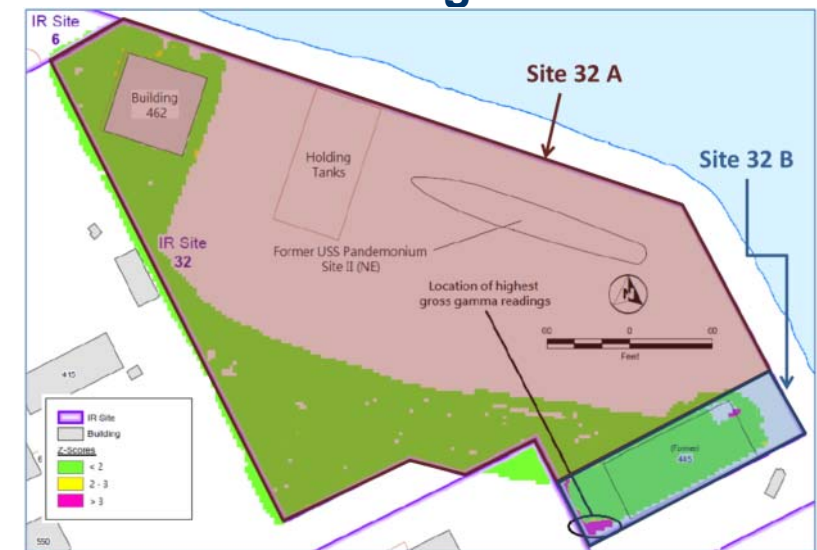 IR Site
6
Site 32 A
Building
462
Holding
Tanks
Site 32 B
IR Site
32
Former USS Pandemonium
Site II (NE)
Location of highest
gross gamma readings
N
60
0
60
Feet
415
IR Site
Building
Z-Scores
< 2
2 - 3
> 3
6
(Former)
445
550